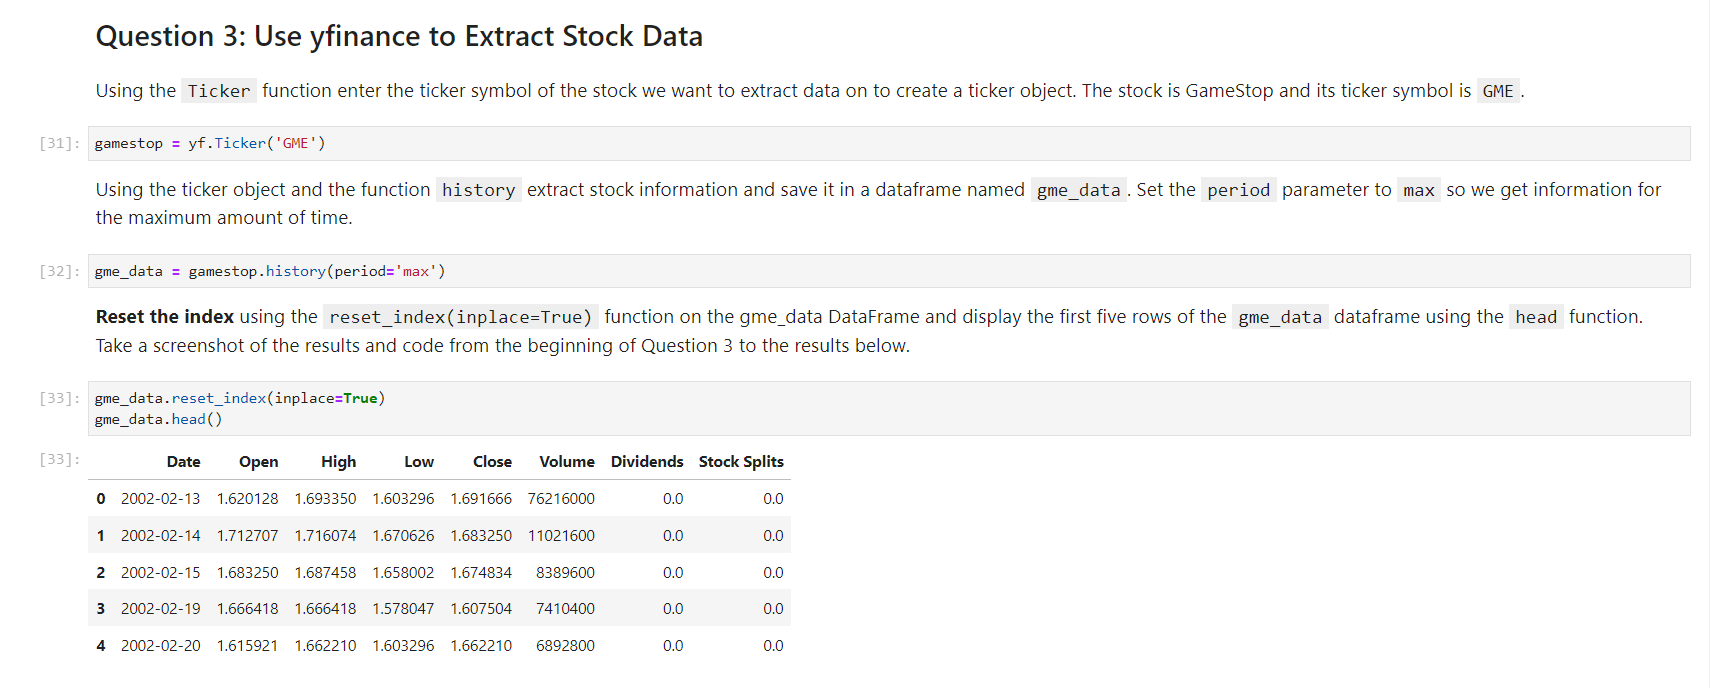 Question 3: Use yfinance to Extract Stock Data
Using the Ticker function enter the ticker symbol of the stock we want to extract data on to create a ticker object. The stock is GameStop and its ticker symbol is GME .
[31]: gamestop = yf.Ticker('GME')
Using the ticker object and the function history extract stock information and save it in a dataframe named gme_data . Set the period parameter to max so we get information for
the maximum amount of time.
[32]: gme_data = gamestop.history(period='max')
Reset the index using the reset_index(inplace=True) function on the gme_data DataFrame and display the first five rows of the gme_data dataframe using the head function.
Take a screenshot of the results and code from the beginning of Question 3 to the results below.
[33]: gme_data.reset_index(inplace=True)
gme_data.head()
[33]: Date Open High Low Close Volume Dividends Stock Splits
0 2002-02-13 1.620128 1.693350 1.603296 1.691666 76216000 0.0 0.0
1 2002-02-14 1.712707 1.716074 1.670626 1.683250 11021600 0.0 0.0
2 2002-02-15 1.683250 1.687458 1.658002 1.674834 8389600 0.0 0.0
3 2002-02-19 1.666418 1.666418 1.578047 1.607504 7410400 0.0 0.0
4 2002-02-20 1.615921 1.662210 1.603296 1.662210 6892800 0.0 0.0